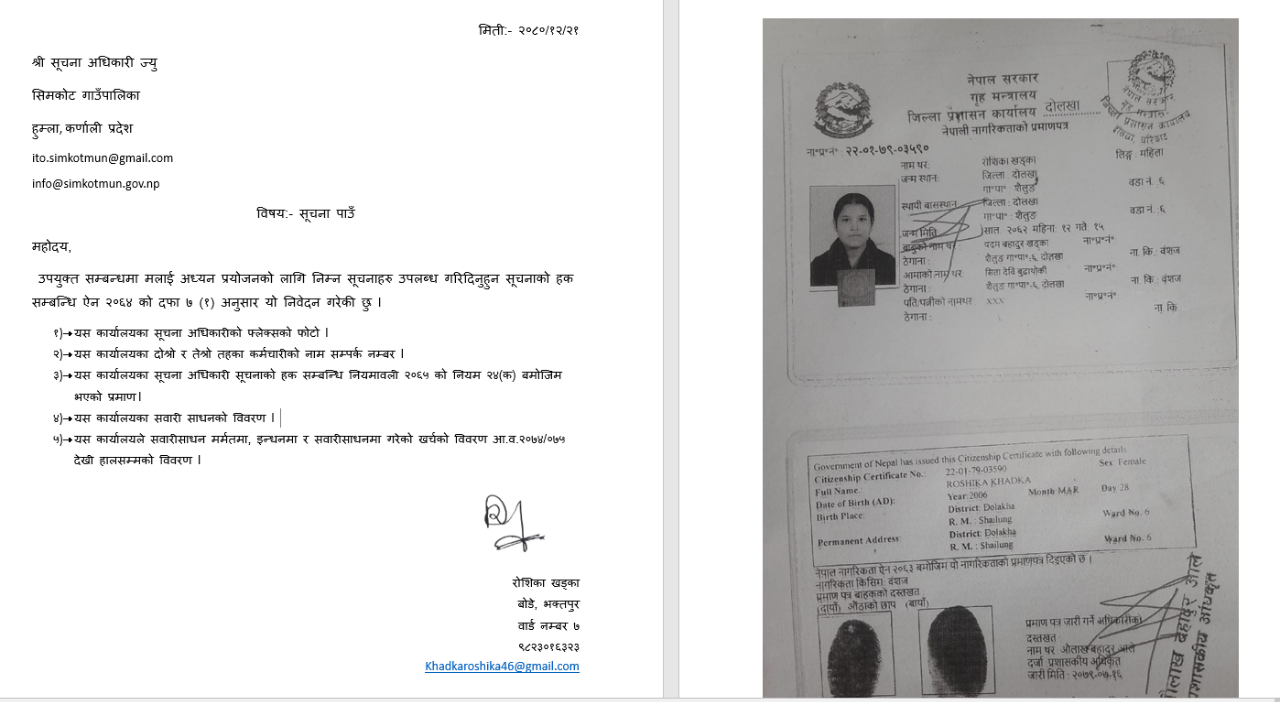 मिती:- २०८०/१२/२१
श्री सूचना अधिकारी ज्यु
सिमकोट गाउँपालिका
हुम्ला, कर्णाली प्रदेश
ito.simkotmun@gmail.com
info@simkotmun.gov.np
विषय:- सूचना पाउँ
महोदय,
उपयुक्त सम्बन्धमा मलाई अध्यन प्रयोजनको लागि निम्न सूचनाहरु उपलब्ध गरिदिनुहुन सूचनाको हक
सम्बन्धि ऐन २०६४ को दफा ७ (१) अनुसार यो निवेदन गरेकी छु ।
१)→यस कार्यालयका सूचना अधिकारीको फ्लेक्सको फोटो ।
२)→यस कार्यालयका दोश्रो र तेश्रो तहका कर्मचारीको नाम सम्पर्क नम्बर ।
३)→यस कार्यालयका सूचना अधिकारी सूचनाको हक सम्बन्धि नियमावली २०६५ को नियम २४(क) बमोजिम
भएको प्रमाण।
४)→यस कार्यालयका सवारी साधनको विवरण ।
५)→यस कार्यालयले सवारीसाधन मर्मतमा, इन्धनमा र सवारीसाधनमा गरेको खर्चको विवरण आ.व.२०७४/०७५
देखी हालसम्मको विवरण ।
रोशिका खड्का
बोडे, भक्तपुर
वार्ड नम्बर ७
९८२३०१६३२३
Khadkaroshika46@gmail.com
नेपाल सरकार
गृह मन्त्रालय
जिल्ला प्रशासन कार्यालय दोलखा
नेपाली नागरिकताको प्रमाणपत्र
नेपाल सरकार
गृह मन्त्रालय
जिल्ला प्रशासन कार्यालय
ना॰प्र॰नं॰ : २२-०१-७९-०३५९०
लिङ्ग : महिला
नाम थर: रोशिका खड्का
जन्म स्थान: जिल्ला : दोलखा
गा॰पा॰ : शैलुङ वडा नं. : ६
स्थायी बासस्थान जिल्ला : दोलखा
गा॰पा॰ : शैलुङ वडा नं. : ६
जन्म मिति साल: २०६२ महिना: १२ गते: १५
बाबुको नाम थर पदम बहादुर खड्का ना॰प्र॰नं॰
ठेगाना : शैलुङ गा॰पा॰-६, दोलखा ना. कि : वंशज
आमाको नाम थर मिता देवि बुढाथोकी ना॰प्र॰नं॰
ठेगाना : शैलुङ गा॰पा॰-६, दोलखा ना. कि : वंशज
पति/पत्नीको नामथर xxx ना॰प्र॰नं॰
ठेगाना : ना. कि
Government of Nepal has issued this Citizenship Certificate with following details
Citizenship Certificate No.: 22-01-79-03590 Sex: Female
Full Name.: ROSHIKA KHADKA
Date of Birth (AD): Year:2006 Month MAR Day 28
Birth Place: District: Dolakha
R. M. : Shailung Ward No. 6
Permanent Address: District: Dolakha
R. M. : Shailung Ward No. 6
नेपाल नागरिकता ऐन २०६३ बमोजिम यो नागरिकताको प्रमाणपत्र दिइएको छ ।
नागरिकता किसिम: वंशज
प्रमाण पत्र बाहकको दस्तखत
(दायाँ) औंठाको छाप (बायाँ)
प्रमाण पत्र जारी गर्ने अधिकारीको
दस्तखत
नाम थर
दर्जा प्रशासकीय अधिकृत
जारी मिति : २०७९-०७-१६
बहादुर आले
प्रशासकीय अधिकृत